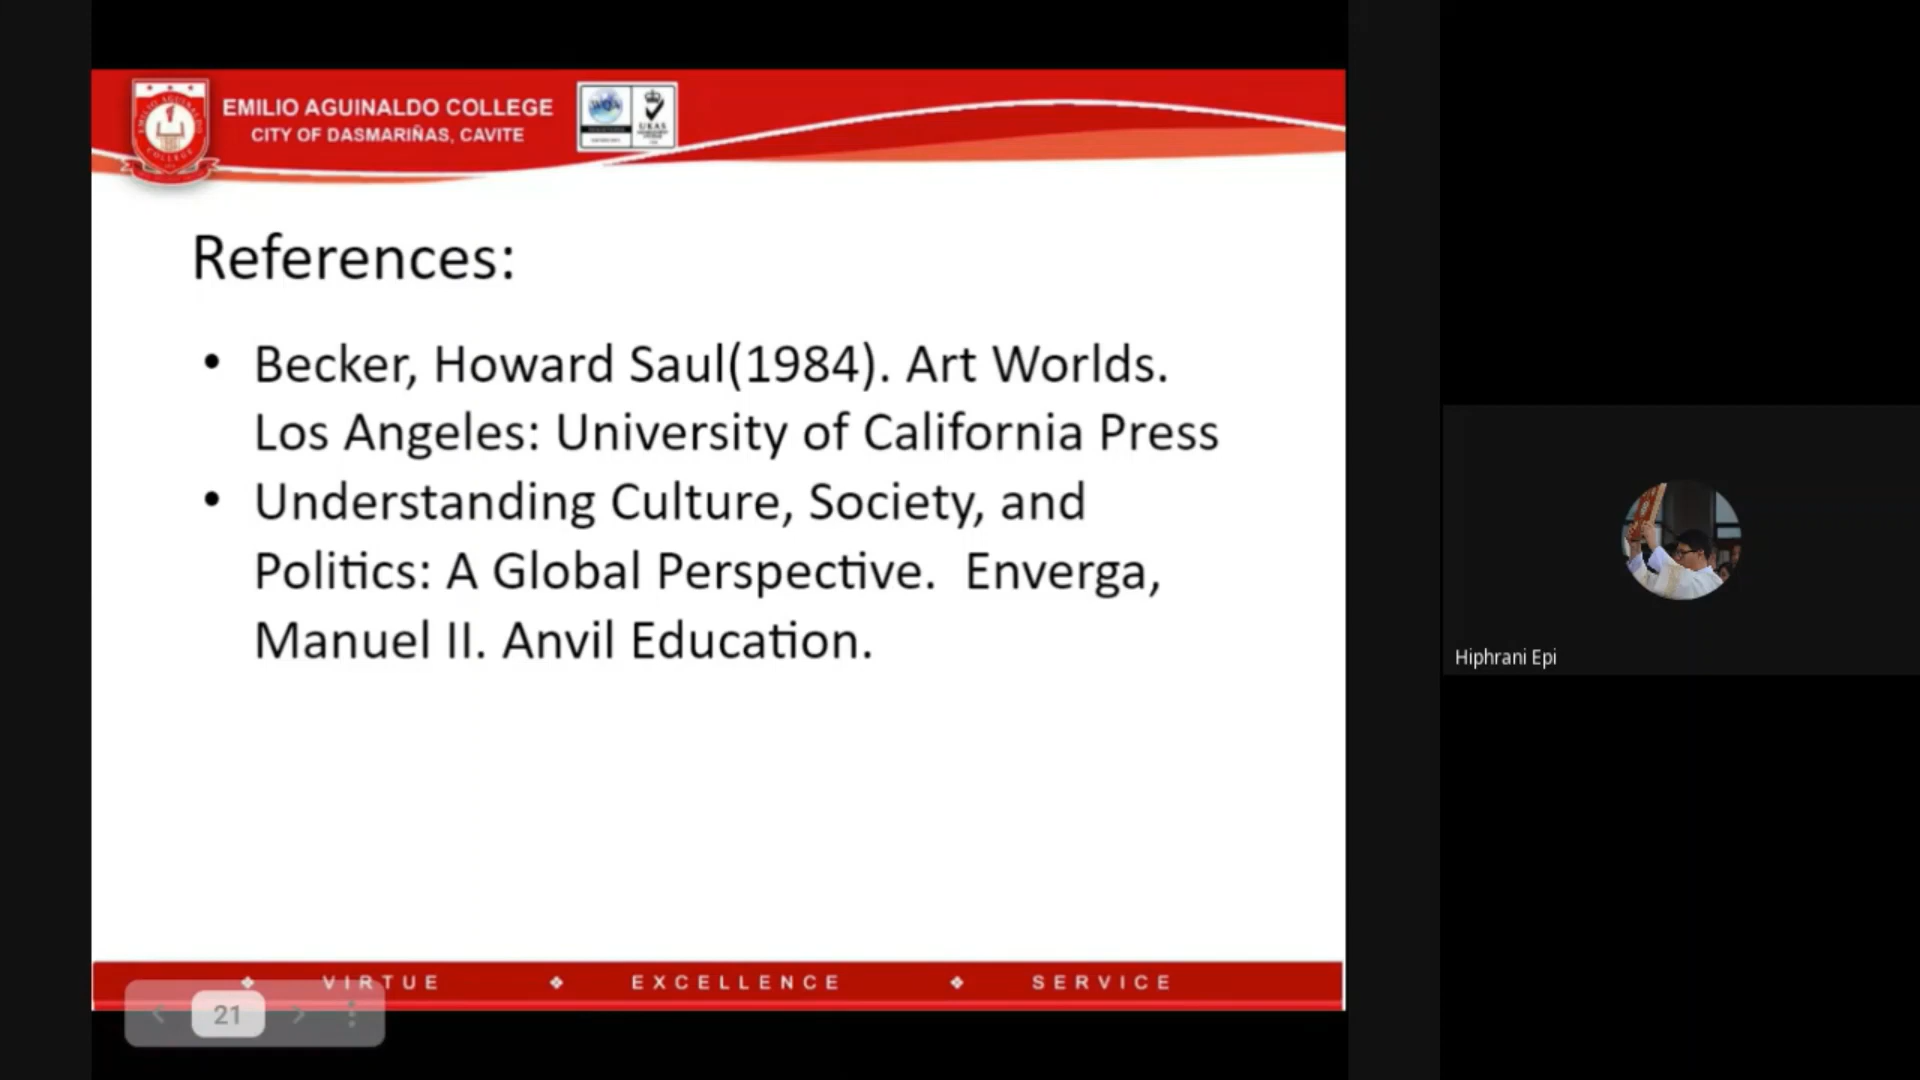 EMILIO AGUINALDO COLLEGE
CITY OF DASMARIÑAS, CAVITE
WQA
UKAS
References:
• Becker, Howard Saul(1984). Art Worlds.
Los Angeles: University of California Press
• Understanding Culture, Society, and
Politics: A Global Perspective.  Enverga,
Manuel II. Anvil Education.
Hiphrani Epi
❖ VIRTUE ❖ EXCELLENCE ❖ SERVICE
21